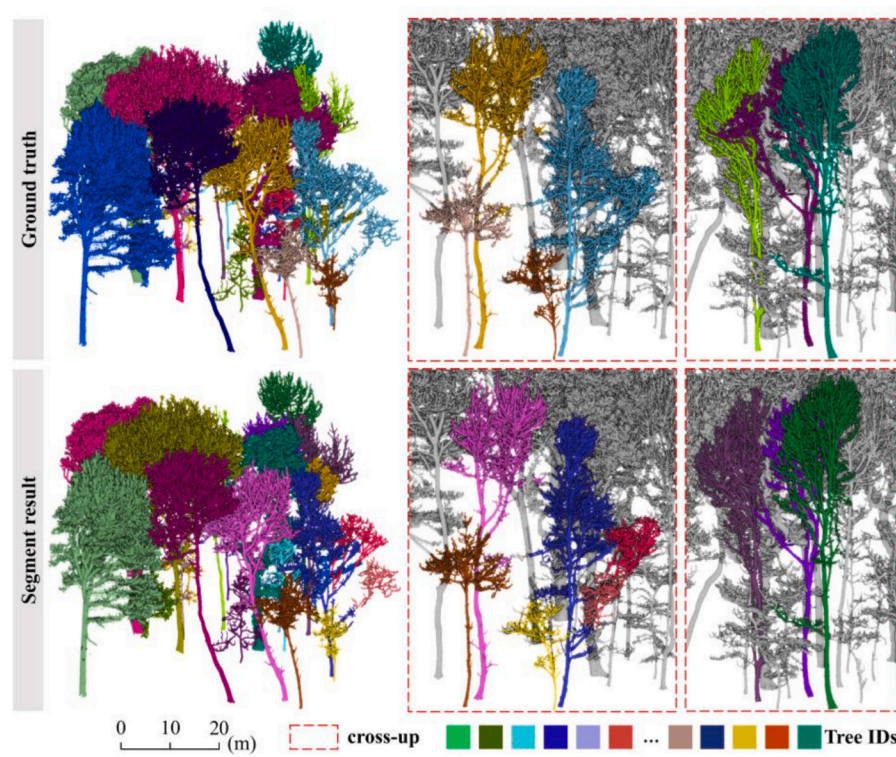 Ground truth
Segment result
0 10 20 (m)
cross-up
... Tree IDs